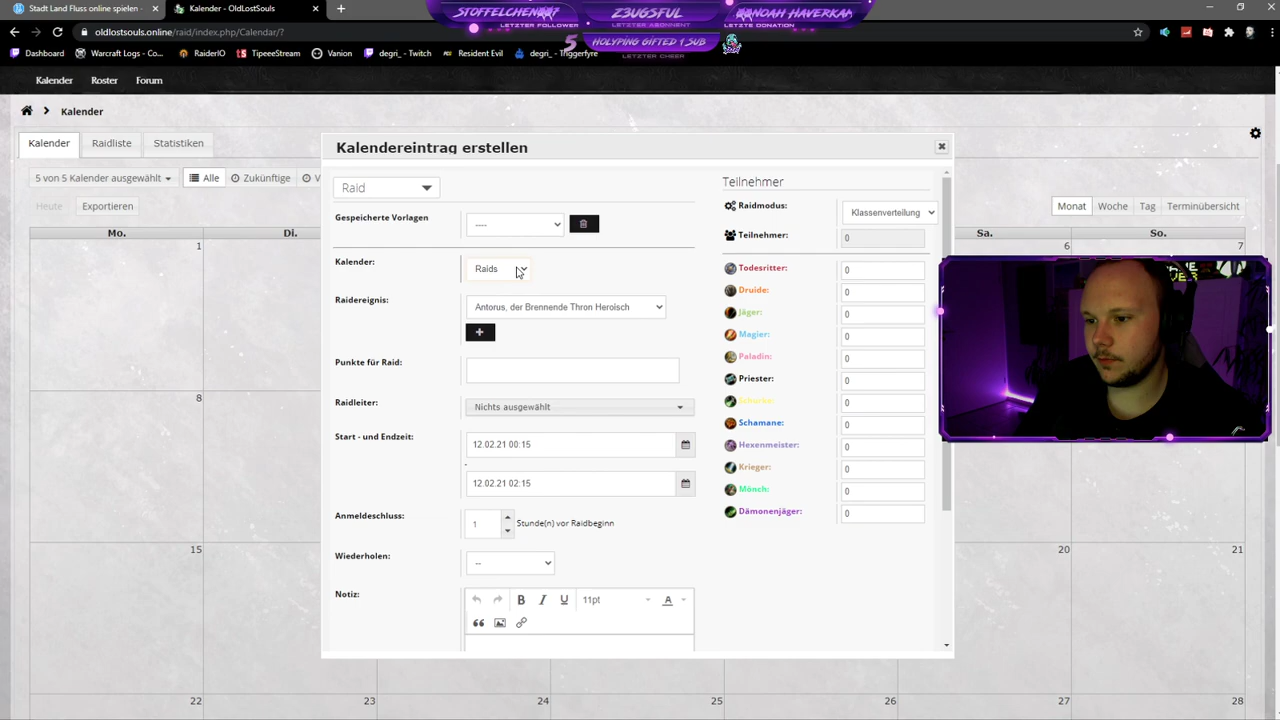 Stadt Land Fluss online spielen -
Kalender - OldLostSouls
oldlostsouls.online/raid/index.php/Calendar/?
Dashboard
Warcraft Logs - Co...
RaiderIO
TipeeeStream
degri_ - Twitch
Resident Evil
degri_ - Triggerfyre
LETZTER FOLLOWER
Z3UGSFUL
LETZTER ABONNENT
NOAH HAVERKAM
LETZTE DONATION
HOLYPING GIFTED 1 SUB
LETZTER CHEER
Kalender
Roster
Forum
Kalender
Kalender
Raidliste
Statistiken
5 von 5 Kalender ausgewählt
Alle
Zukünftige
V
Heute
Exportieren
Monat
Woche
Tag
Terminübersicht
Mo.
Di.
Sa.
So.
1
6
7
8
15
20
21
22
23
24
25
26
27
28
Kalendereintrag erstellen
Raid
Gespeicherte Vorlagen
----
Kalender:
Raids
Raidereignis:
Antorus, der Brennende Thron Heroisch
Punkte für Raid:
Raidleiter:
Nichts ausgewählt
Start - und Endzeit:
12.02.21 00:15
-
12.02.21 02:15
Anmeldeschluss:
1
Stunde(n) vor Raidbeginn
Wiederholen:
--
Notiz:
B
I
U
11pt
A
Teilnehmer
Raidmodus:
Klassenverteilung
Teilnehmer:
0
Todesritter:
0
Druide:
0
Jäger:
0
Magier:
0
Paladin:
0
Priester:
0
Schurke:
0
Schamane:
0
Hexenmeister:
0
Krieger:
0
Mönch:
0
Dämonenjäger:
0